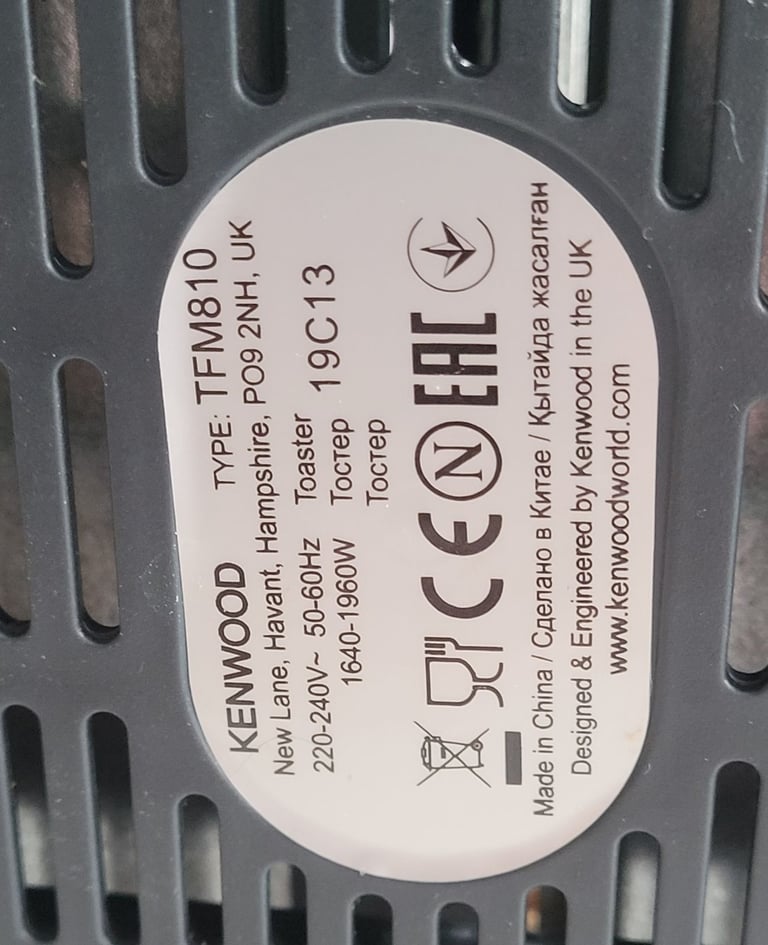 KENWOOD TYPE: TFM810
New Lane, Havant, Hampshire, PO9 2NH, UK
220-240V~ 50-60Hz Toaster
1640-1960W Тостер 19C13
Тостер
CE N EAC
Made in China / Сделано в Китае / Қытайда жасалған
Designed & Engineered by Kenwood in the UK
www.kenwoodworld.com